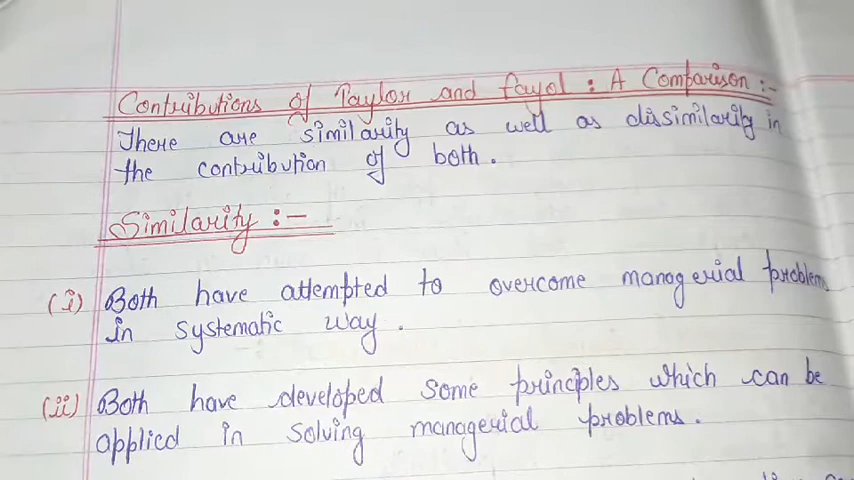 Contributions of Taylor and fayol : A Comparison :-
There are similarity as well as dissimilarity in
the contribution of both.
Similarity :-
(i) Both have attempted to overcome managerial problems
in systematic way.
(ii) Both have developed some principles which can be
applied in solving managerial problems.